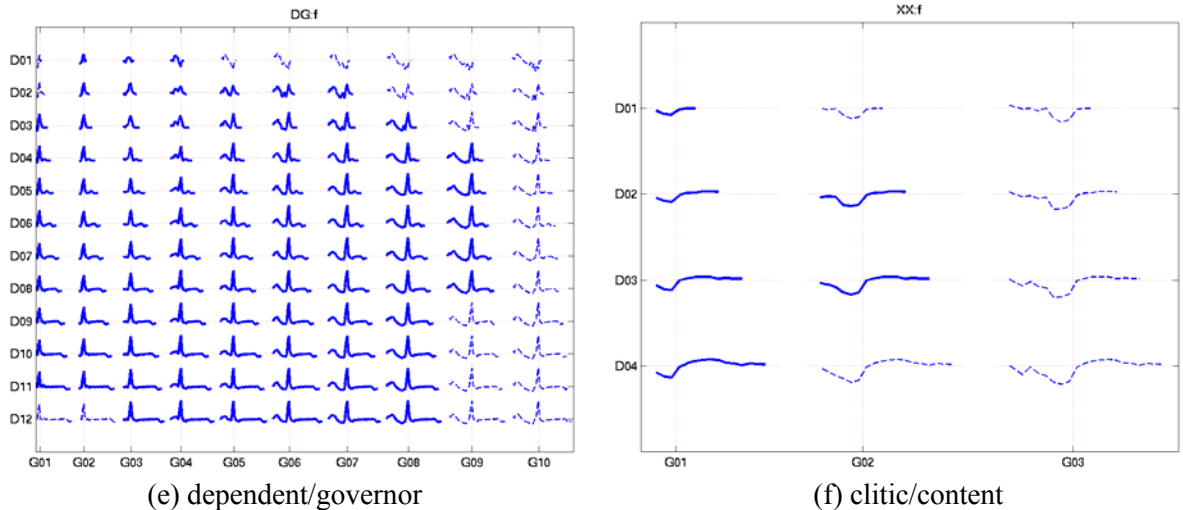 DG:f
D01
D02
D03
D04
D05
D06
D07
D08
D09
D10
D11
D12
G01 G02 G03 G04 G05 G06 G07 G08 G09 G10
(e) dependent/governor
XX:f
D01
D02
D03
D04
G01 G02 G03
(f) clitic/content